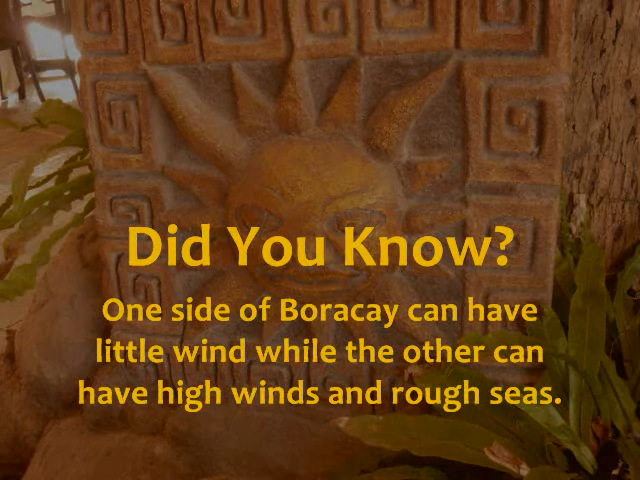 Did You Know?
One side of Boracay can have
little wind while the other can
have high winds and rough seas.